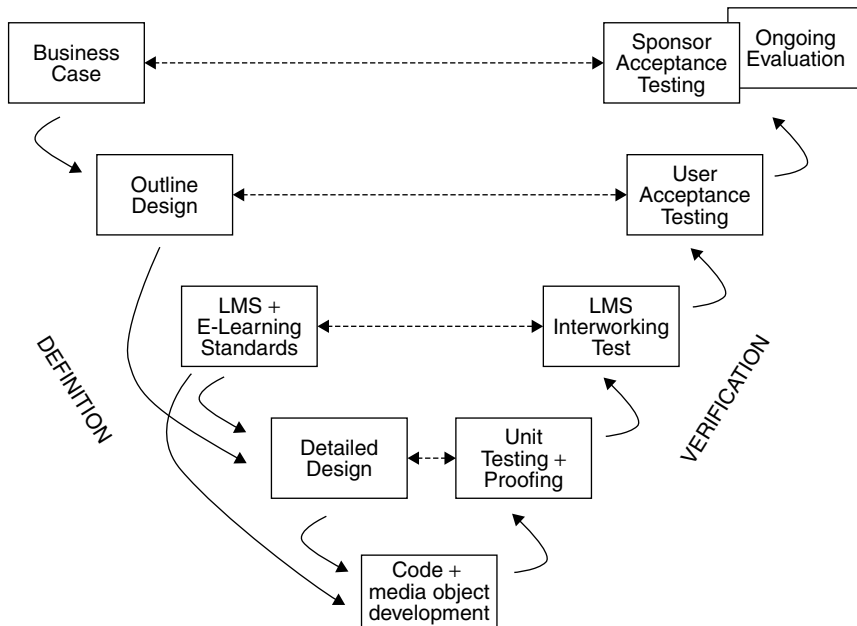 Business
Case
Sponsor
Acceptance
Testing
Ongoing
Evaluation
Outline
Design
User
Acceptance
Testing
LMS +
E-Learning
Standards
LMS
Interworking
Test
DEFINITION
VERIFICATION
Detailed
Design
Unit
Testing +
Proofing
Code +
media object
development